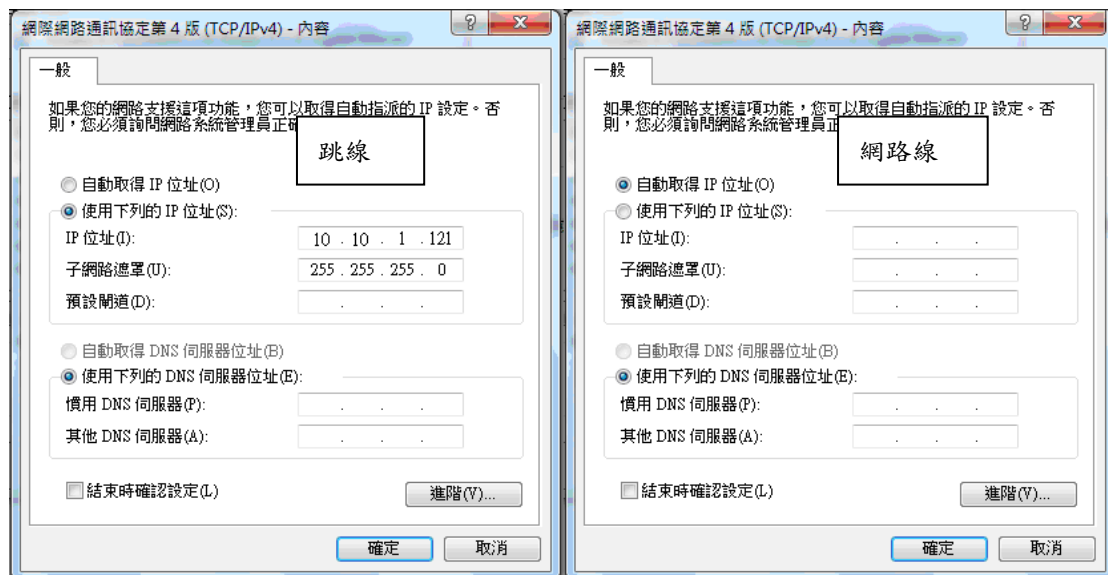 網際網路通訊協定第 4 版 (TCP/IPv4) - 內容
一般
如果您的網路支援這項功能，您可以取得自動指派的 IP 設定。否
則，您必須詢問網路系統管理員正確
跳線
自動取得 IP 位址(O)
使用下列的 IP 位址(S):
IP 位址(I):
10 . 10 . 1 . 121
子網路遮罩(U):
255 . 255 . 255 . 0
預設閘道(D):
. . .
自動取得 DNS 伺服器位址(B)
使用下列的 DNS 伺服器位址(E):
慣用 DNS 伺服器(P):
. . .
其他 DNS 伺服器(A):
. . .
結束時確認設定(L)
進階(V)...
確定
取消
網際網路通訊協定第 4 版 (TCP/IPv4) - 內容
一般
如果您的網路支援這項功能，您可以取得自動指派的 IP 設定。否
則，您必須詢問網路系統管理員正
網路線
自動取得 IP 位址(O)
使用下列的 IP 位址(S):
IP 位址(I):
. . .
子網路遮罩(U):
. . .
預設閘道(D):
. . .
自動取得 DNS 伺服器位址(B)
使用下列的 DNS 伺服器位址(E):
慣用 DNS 伺服器(P):
. . .
其他 DNS 伺服器(A):
. . .
結束時確認設定(L)
進階(V)...
確定
取消